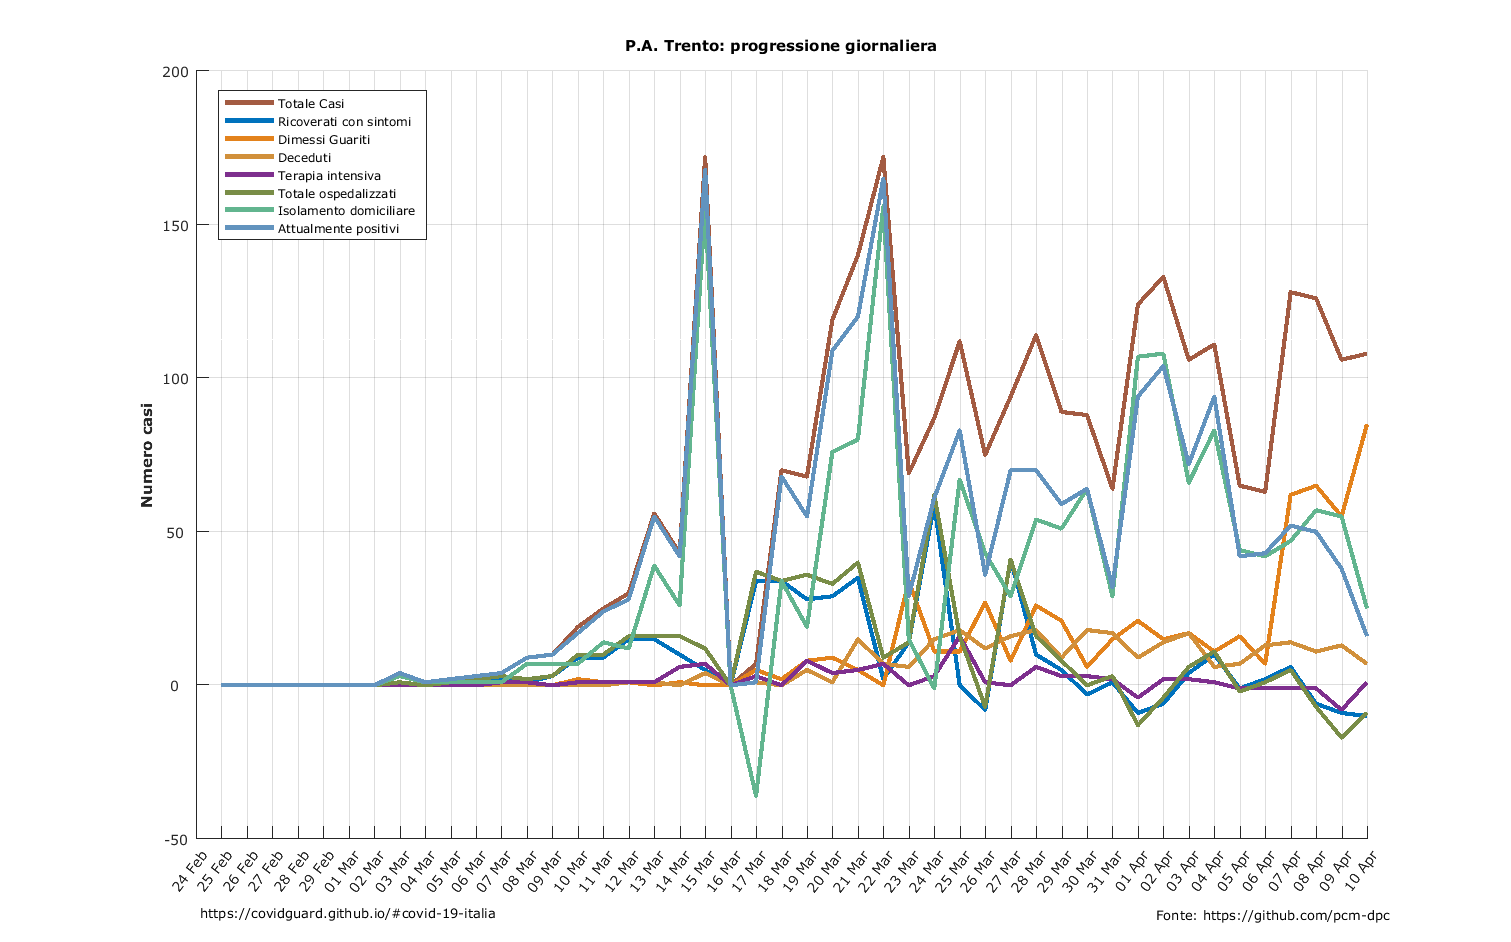 P.A. Trento: progressione giornaliera
200
150
100
50
0
-50
Numero casi
Totale Casi
Ricoverati con sintomi
Dimessi Guariti
Deceduti
Terapia intensiva
Totale ospedalizzati
Isolamento domiciliare
Attualmente positivi
24 Feb
25 Feb
26 Feb
27 Feb
28 Feb
29 Feb
01 Mar
02 Mar
03 Mar
04 Mar
05 Mar
06 Mar
07 Mar
08 Mar
09 Mar
10 Mar
11 Mar
12 Mar
13 Mar
14 Mar
15 Mar
16 Mar
17 Mar
18 Mar
19 Mar
20 Mar
21 Mar
22 Mar
23 Mar
24 Mar
25 Mar
26 Mar
27 Mar
28 Mar
29 Mar
30 Mar
31 Mar
01 Apr
02 Apr
03 Apr
04 Apr
05 Apr
06 Apr
07 Apr
08 Apr
09 Apr
10 Apr
https://covidguard.github.io/#covid-19-italia
Fonte: https://github.com/pcm-dpc